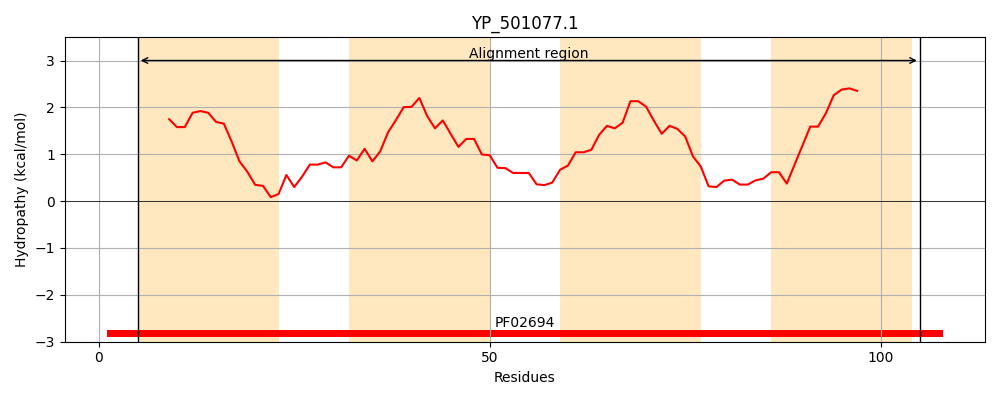 YP_501077.1
Alignment region
3
2
1
0
−1
−2
−3
Hydropathy (kcal/mol)
PF02694
0
50
100
Residues